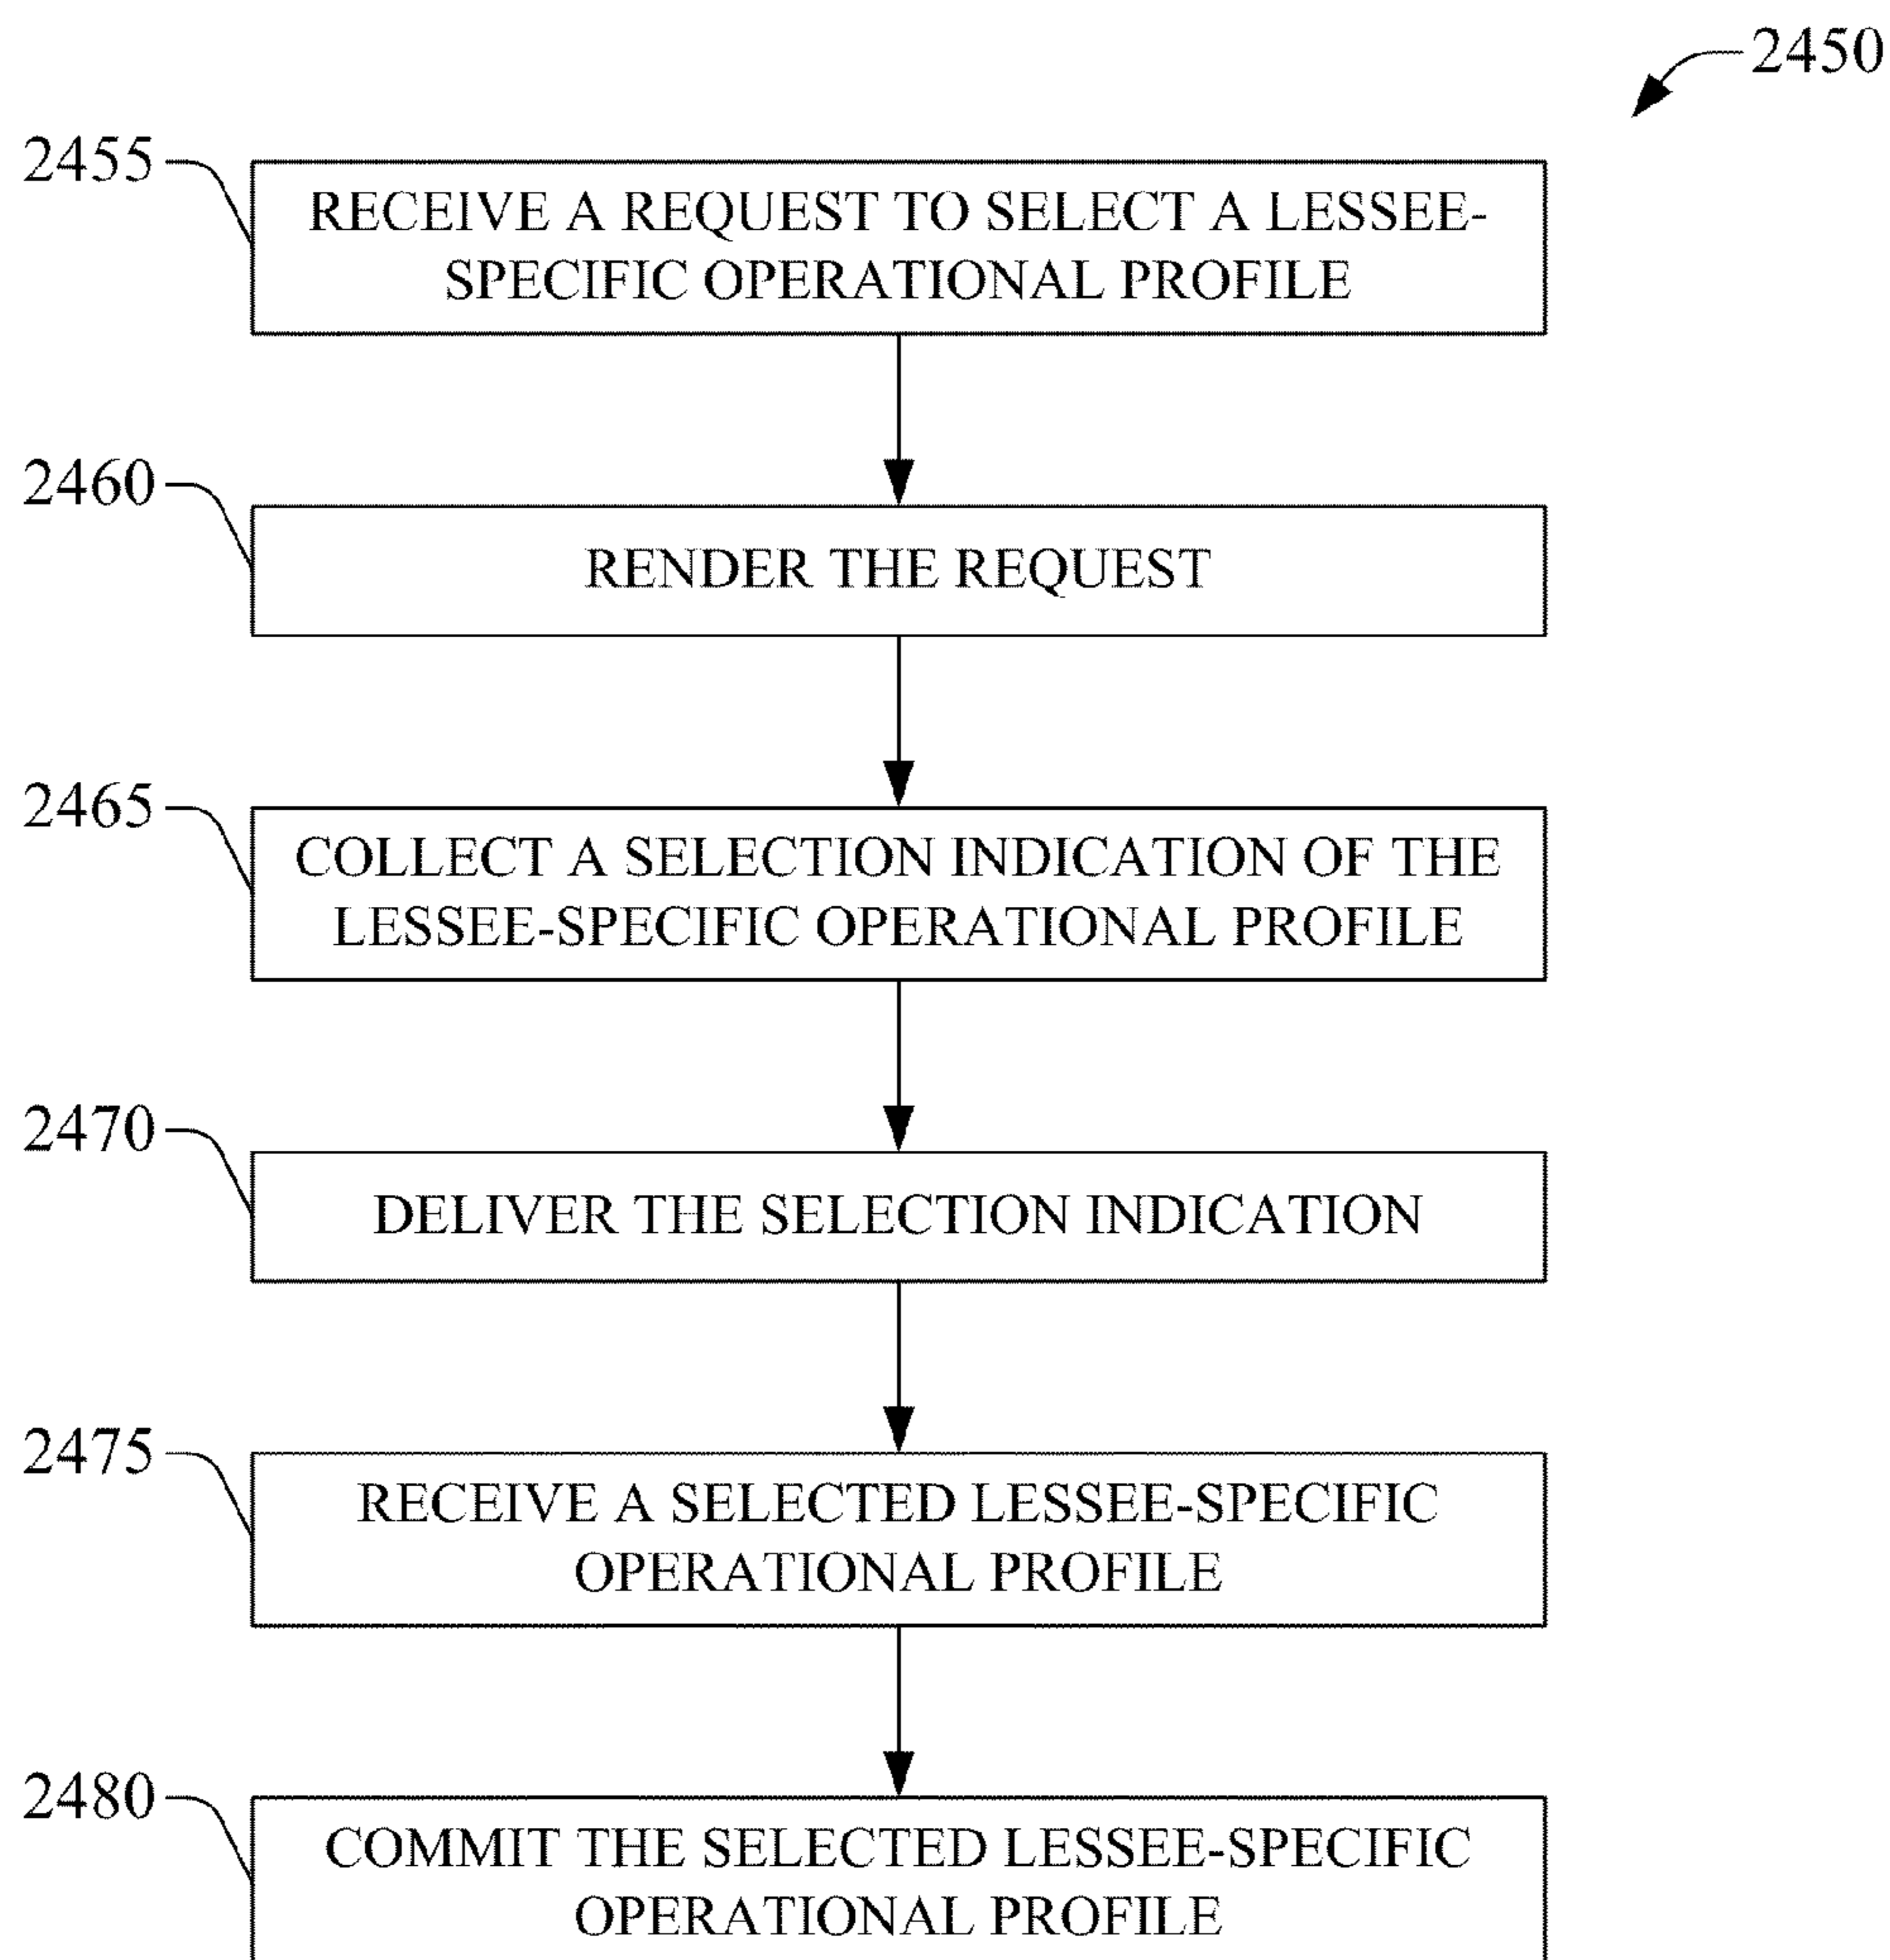 2450
2455
RECEIVE A REQUEST TO SELECT A LESSEE-
SPECIFIC OPERATIONAL PROFILE
2460
RENDER THE REQUEST
2465
COLLECT A SELECTION INDICATION OF THE
LESSEE-SPECIFIC OPERATIONAL PROFILE
2470
DELIVER THE SELECTION INDICATION
2475
RECEIVE A SELECTED LESSEE-SPECIFIC
OPERATIONAL PROFILE
2480
COMMIT THE SELECTED LESSEE-SPECIFIC
OPERATIONAL PROFILE